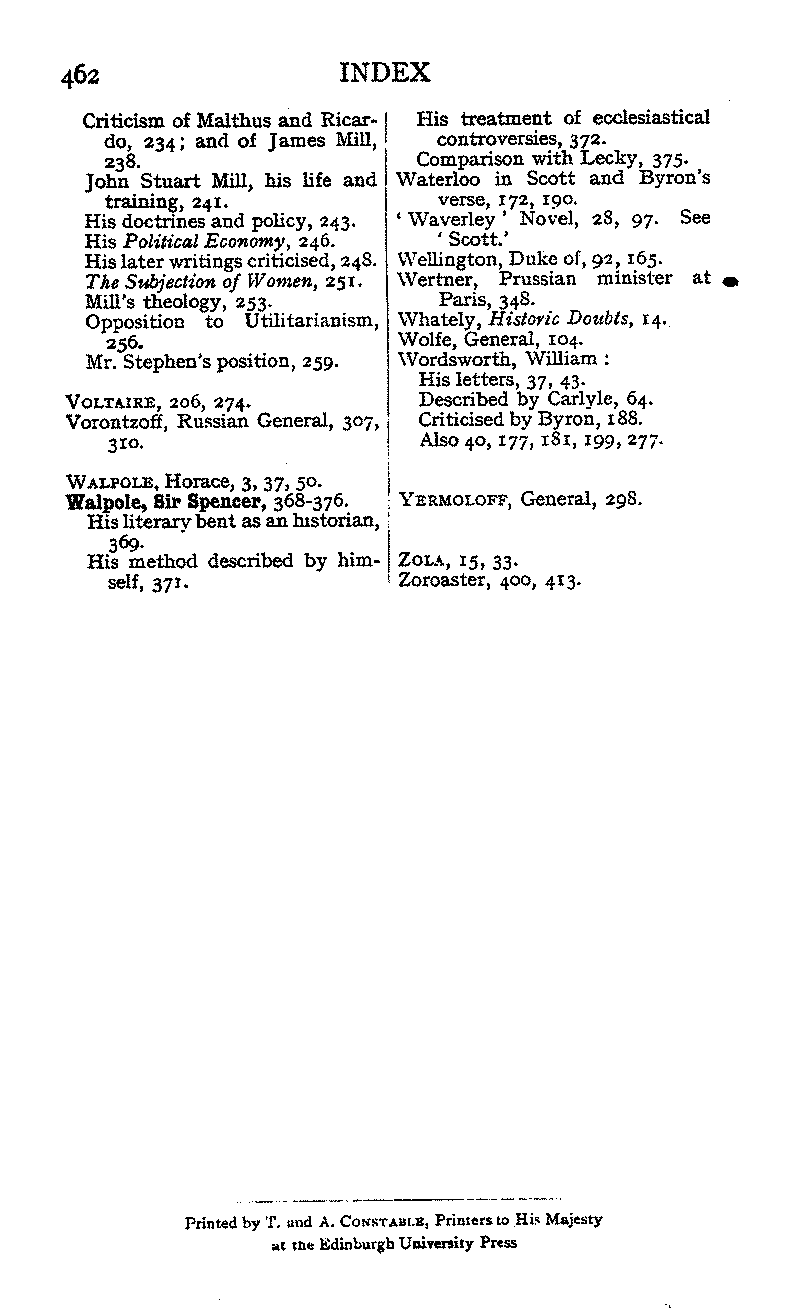 462
INDEX
Criticism of Malthus and Ricar-
do, 234; and of James Mill,
238.
John Stuart Mill, his life and
training, 241.
His doctrines and policy, 243.
His Political Economy, 246.
His later writings criticised, 248.
The Subjection of Women, 251.
Mill's theology, 253.
Opposition to Utilitarianism,
256.
Mr. Stephen's position, 259.
VOLTAIRE, 206, 274.
Vorontzoff, Russian General, 307,
310.
WALPOLE, Horace, 3, 37, 50.
Walpole, Sir Spencer, 368-376.
His literary bent as an historian,
369.
His method described by him-
self, 371.
His treatment of ecclesiastical
controversies, 372.
Comparison with Lecky, 375.
Waterloo in Scott and Byron's
verse, 172, 190.
' Waverley ' Novel, 28, 97. See
' Scott.'
Wellington, Duke of, 92, 165.
Wertner, Prussian minister at
Paris, 348.
Whately, Historic Doubts, 14.
Wolfe, General, 104.
Wordsworth, William :
His letters, 37, 43.
Described by Carlyle, 64.
Criticised by Byron, 188.
Also 40, 177, 181, 199, 277.
YERMOLOFF, General, 298.
ZOLA, 15, 33.
Zoroaster, 400, 413.
Printed by T. and A. CONSTABLE, Printers to His Majesty
at the Edinburgh University Press